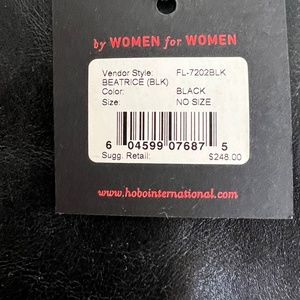 by WOMEN for WOMEN
Vendor Style: FL-7202BLK
BEATRICE (BLK)
Color: BLACK
Size: NO SIZE
6 04599 07687 5
Sugg. Retail: $248.00
www.hobointernational.com